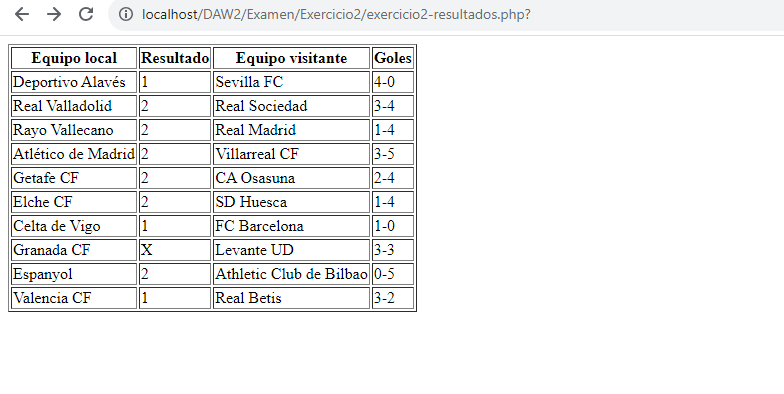 localhost/DAW2/Examen/Exercicio2/exercicio2-resultados.php?
Equipo local Resultado Equipo visitante Goles
Deportivo Alavés 1 Sevilla FC 4-0
Real Valladolid 2 Real Sociedad 3-4
Rayo Vallecano 2 Real Madrid 1-4
Atlético de Madrid 2 Villarreal CF 3-5
Getafe CF 2 CA Osasuna 2-4
Elche CF 2 SD Huesca 1-4
Celta de Vigo 1 FC Barcelona 1-0
Granada CF X Levante UD 3-3
Espanyol 2 Athletic Club de Bilbao 0-5
Valencia CF 1 Real Betis 3-2